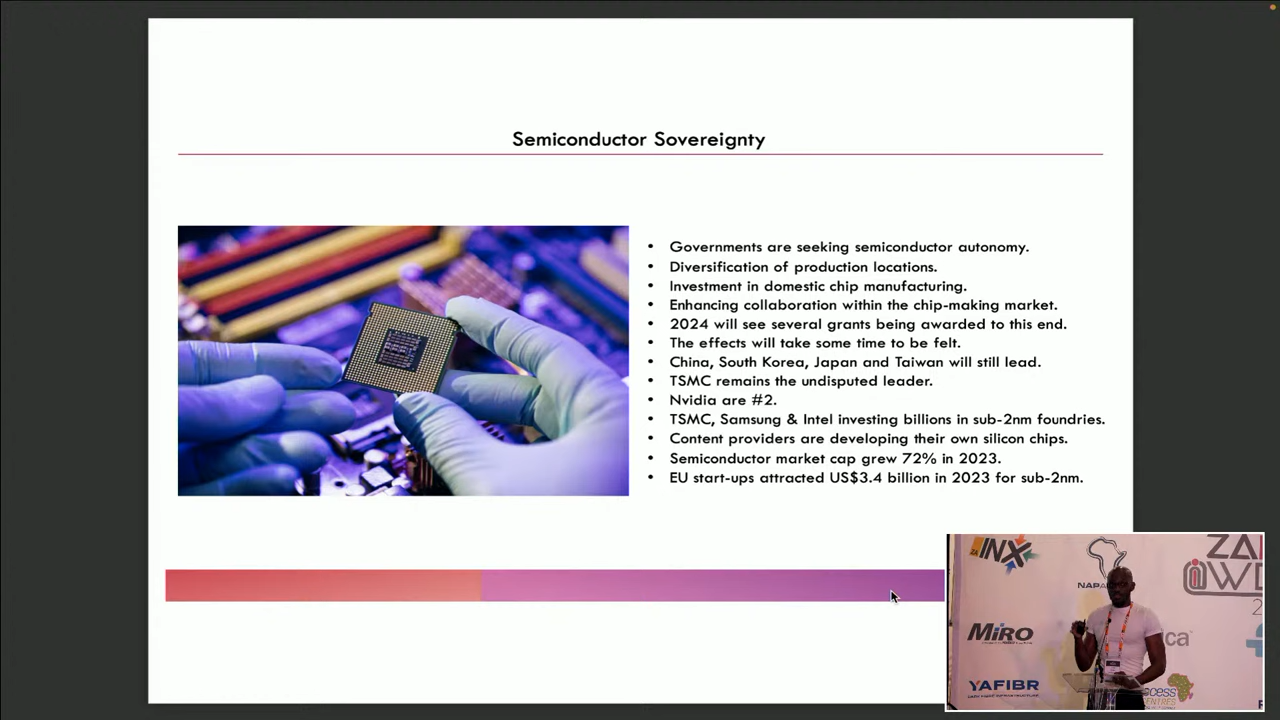 Semiconductor Sovereignty
• Governments are seeking semiconductor autonomy.
• Diversification of production locations.
• Investment in domestic chip manufacturing.
• Enhancing collaboration within the chip-making market.
• 2024 will see several grants being awarded to this end.
• The effects will take some time to be felt.
• China, South Korea, Japan and Taiwan will still lead.
• TSMC remains the undisputed leader.
• Nvidia are #2.
• TSMC, Samsung & Intel investing billions in sub-2nm foundries.
• Content providers are developing their own silicon chips.
• Semiconductor market cap grew 72% in 2023.
• EU start-ups attracted US$3.4 billion in 2023 for sub-2nm.
ZA
INX
MiRO
YAFIBR